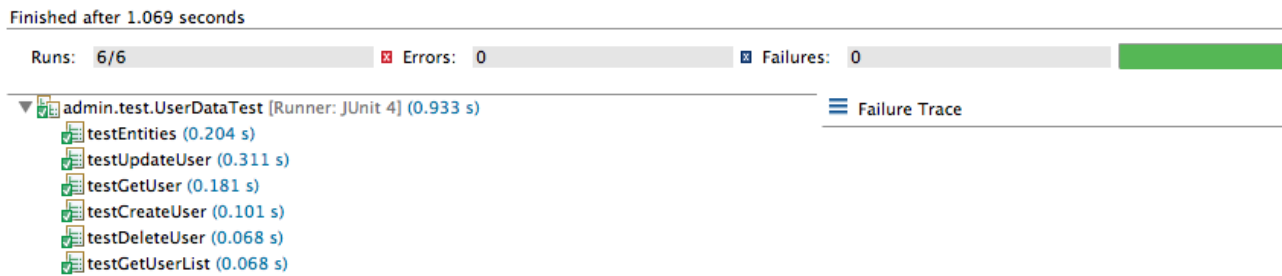 Finished after 1.069 seconds
Runs: 6/6 Errors: 0 Failures: 0
admin.test.UserDataTest [Runner: JUnit 4] (0.933 s)
Failure Trace
testEntities (0.204 s)
testUpdateUser (0.311 s)
testGetUser (0.181 s)
testCreateUser (0.101 s)
testDeleteUser (0.068 s)
testGetUserList (0.068 s)